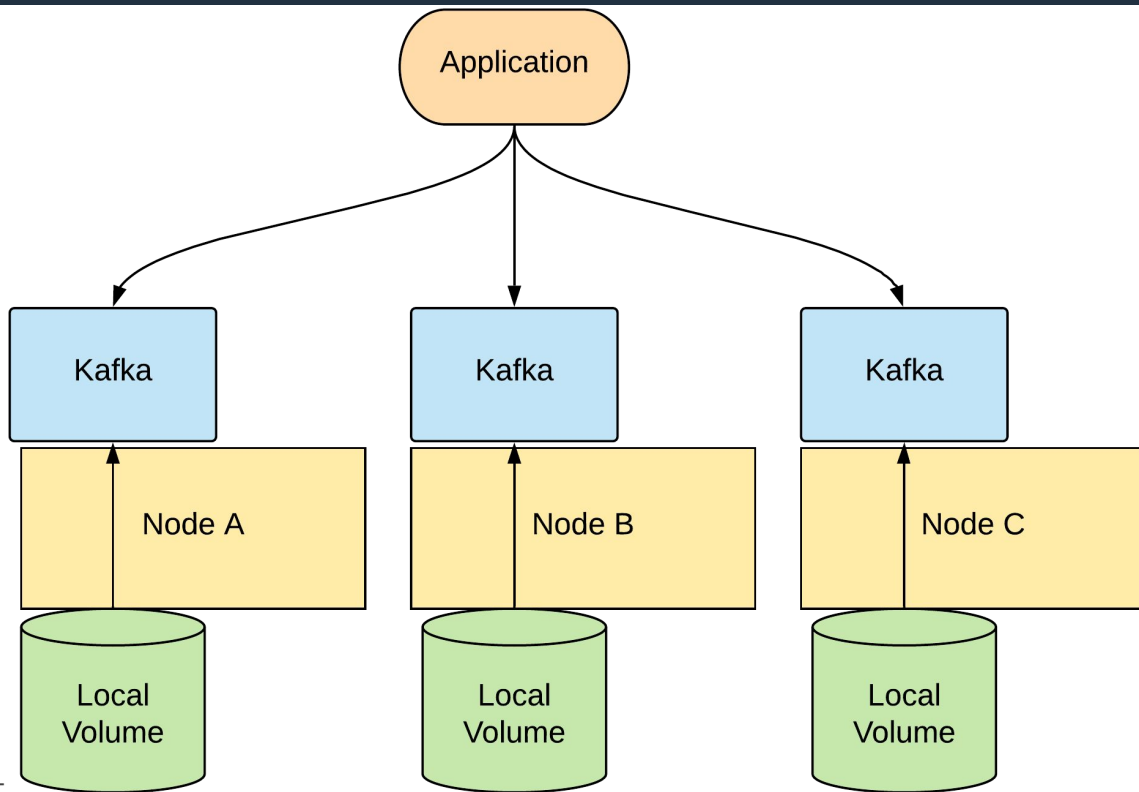 Application
Kafka
Kafka
Kafka
Node A
Node B
Node C
Local
Volume
Local
Volume
Local
Volume